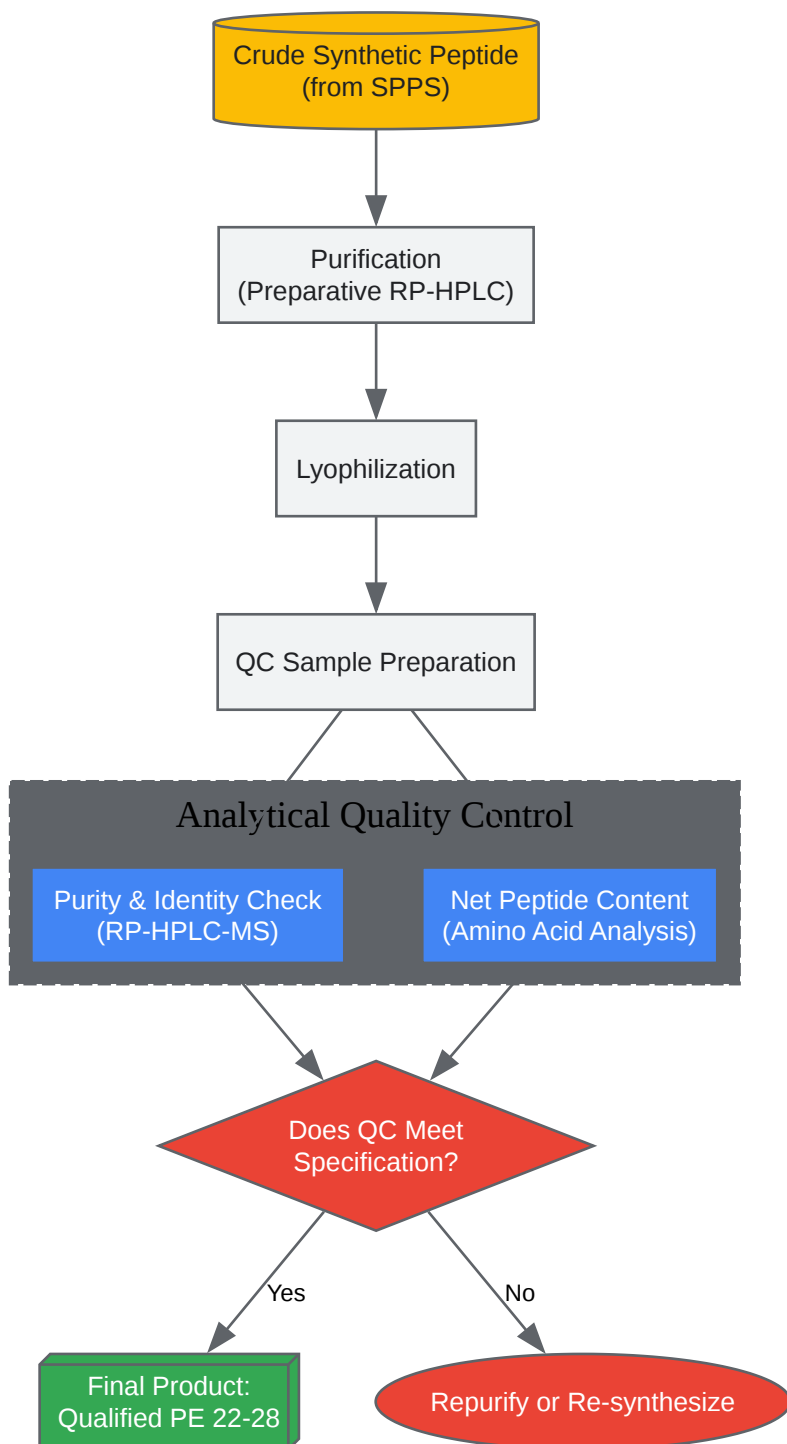 Crude Synthetic Peptide
(from SPPS)
Purification
(Preparative RP-HPLC)
Lyophilization
QC Sample Preparation
Analytical Quality Control
Purity & Identity Check
(RP-HPLC-MS)
Net Peptide Content
(Amino Acid Analysis)
Does QC Meet
Specification?
Yes
No
Final Product:
Qualified PE 22-28
Repurify or Re-synthesize